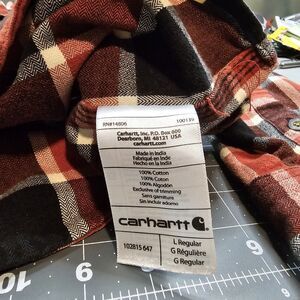 RN#14806 100139
Carhartt, Inc. P.O. Box 600
Dearborn, MI 48121 USA
carhartt.com
Made in India
Fabriqué en Inde
Hecho en la India
100% Cotton
100% Coton
100% Algodón
Exclusive of trimming
Sans garniture
Sin incluir adorno
carhartt
102815 647
L Regular
G Régulière
G Regular
9
10
6